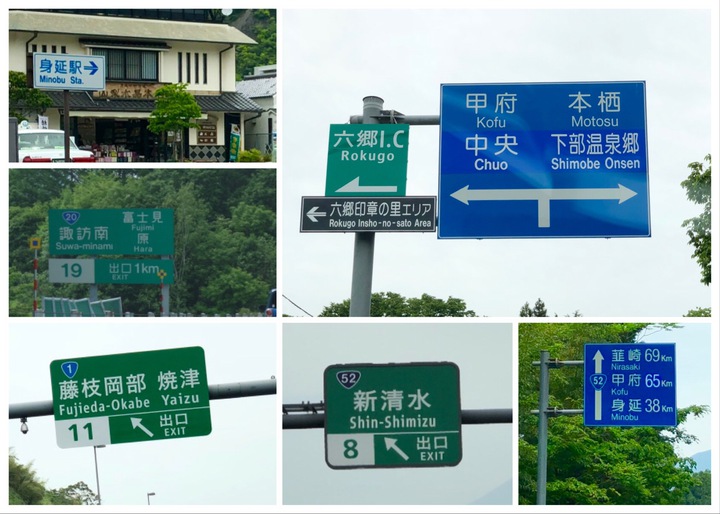 身延駅→
Minobu Sta.
六郷I.C
Rokugo
←六郷印章の里エリア
Rokugo Insho-no-sato Area
甲府 本栖
Kofu Motosu
中央 下部温泉郷
Chuo Shimobe Onsen
20
諏訪南 富士見
Suwa-minami Fujimi
原
Hara
19 出口 1km
EXIT
1
藤枝岡部 焼津
Fujieda-Okabe Yaizu
11 出口
EXIT
52
新清水
Shin-Shimizu
8 出口
EXIT
52
韮崎 69Km
Nirasaki
甲府 65Km
Kofu
身延 38Km
Minobu